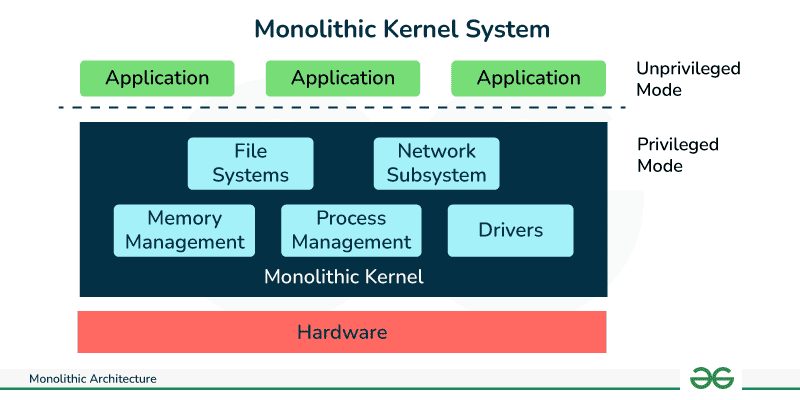 Monolithic Kernel System
Application
Application
Application
Unprivileged
Mode
File
Systems
Network
Subsystem
Privileged
Mode
Memory
Management
Process
Management
Drivers
Monolithic Kernel
Hardware
Monolithic Architecture